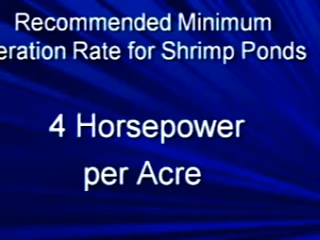 Recommended Minimum
eration Rate for Shrimp Ponds
4 Horsepower
per Acre